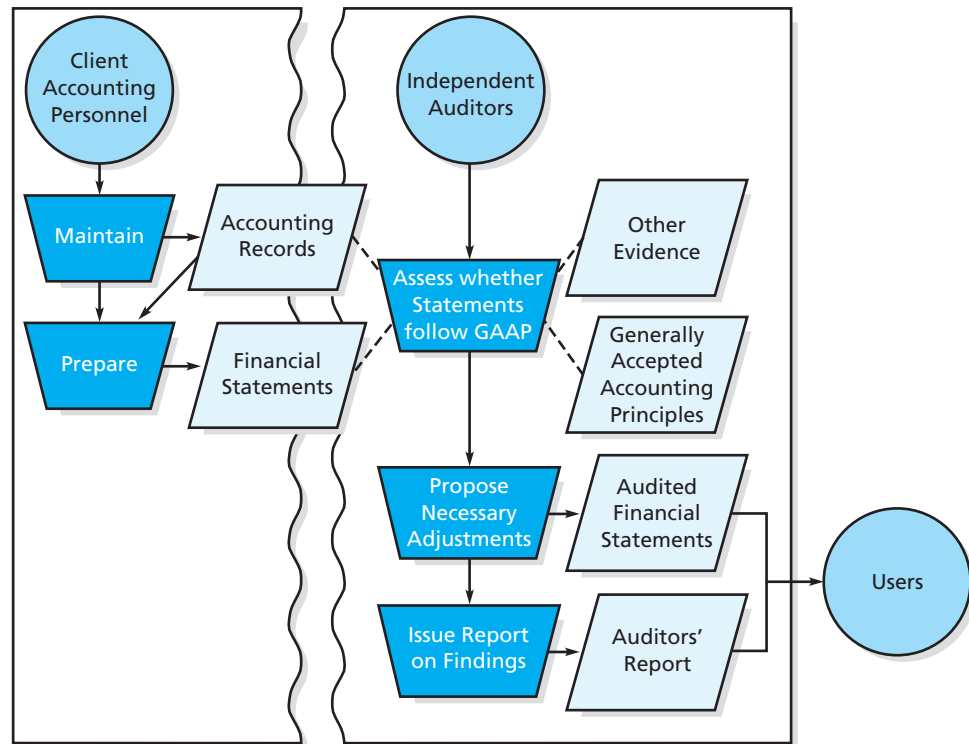 Client
Accounting
Personnel
Independent
Auditors
Maintain
Accounting
Records
Other
Evidence
Assess whether
Statements
follow GAAP
Prepare
Financial
Statements
Generally
Accepted
Accounting
Principles
Propose
Necessary
Adjustments
Audited
Financial
Statements
Users
Issue Report
on Findings
Auditors’
Report